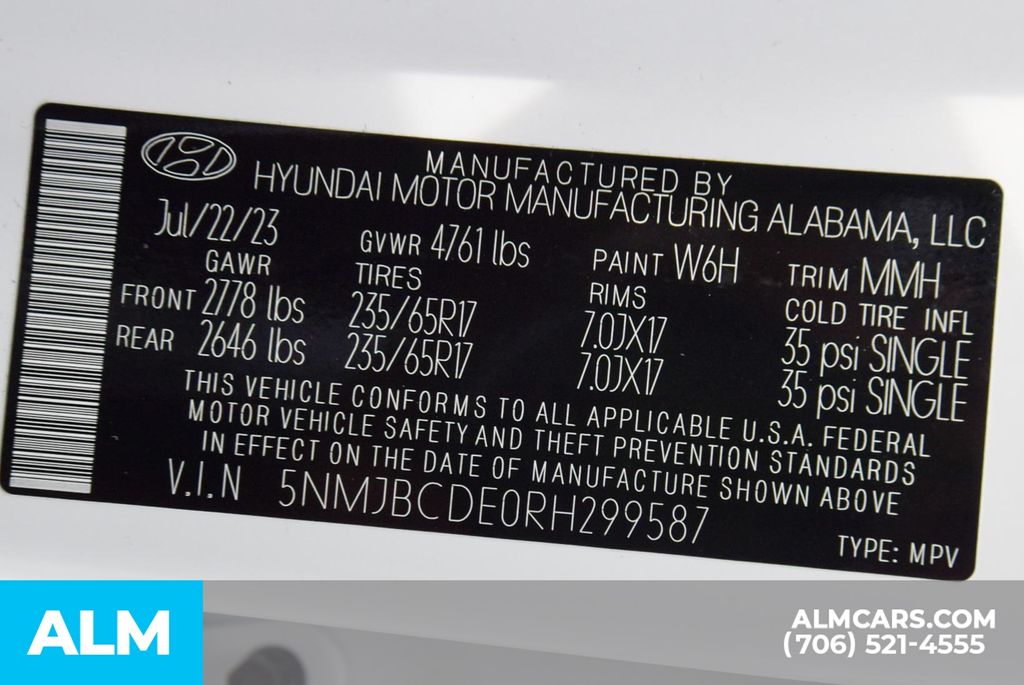 MANUFACTURED BY
HYUNDAI MOTOR MANUFACTURING ALABAMA, LLC
Jul/22/23 GVWR 4761 lbs PAINT W6H TRIM MMH
GAWR TIRES RIMS COLD TIRE INFL
FRONT 2778 lbs 235/65R17 7.0JX17 35 psi SINGLE
REAR 2646 lbs 235/65R17 7.0JX17 35 psi SINGLE
THIS VEHICLE CONFORMS TO ALL APPLICABLE U.S.A. FEDERAL
MOTOR VEHICLE SAFETY AND THEFT PREVENTION STANDARDS
IN EFFECT ON THE DATE OF MANUFACTURE SHOWN ABOVE
V.I.N 5NMJBCDE0RH299587
TYPE: MPV
ALM
ALMCARS.COM
(706) 521-4555